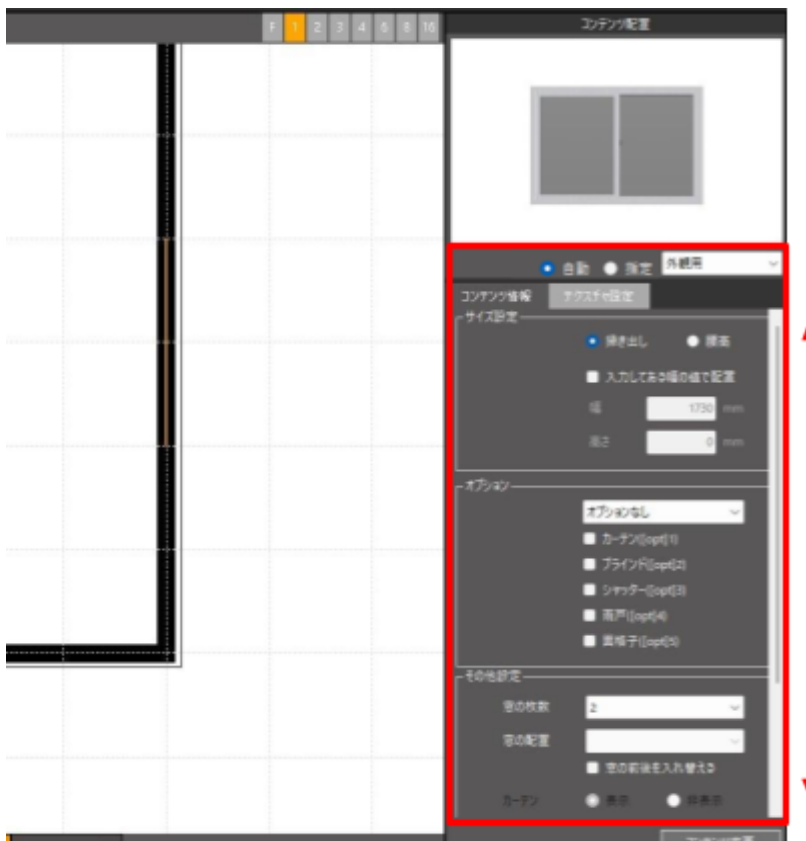 F 1 2 3 4 6 8 16
コンテンツ配置
自動 指定 外観用
コンテンツ情報 テクスチャ設定
サイズ設定
掃き出し 腰高
入力してある幅の値で配置
幅 1730 mm
高さ 0 mm
オプション
オプションなし
カーテン([opt]1)
ブラインド([opt]2)
シャッター([opt]3)
雨戸([opt]4)
面格子([opt]5)
その他設定
窓の枚数 2
窓の配置
窓の前後を入れ替える
カーテン 表示 非表示